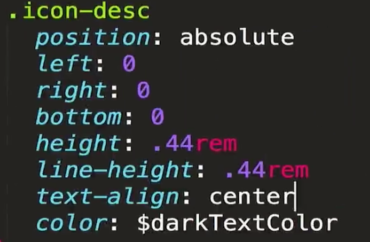 .icon-desc
position: absolute
left: 0
right: 0
bottom: 0
height: .44rem
line-height: .44rem
text-align: center
color: $darkTextColor